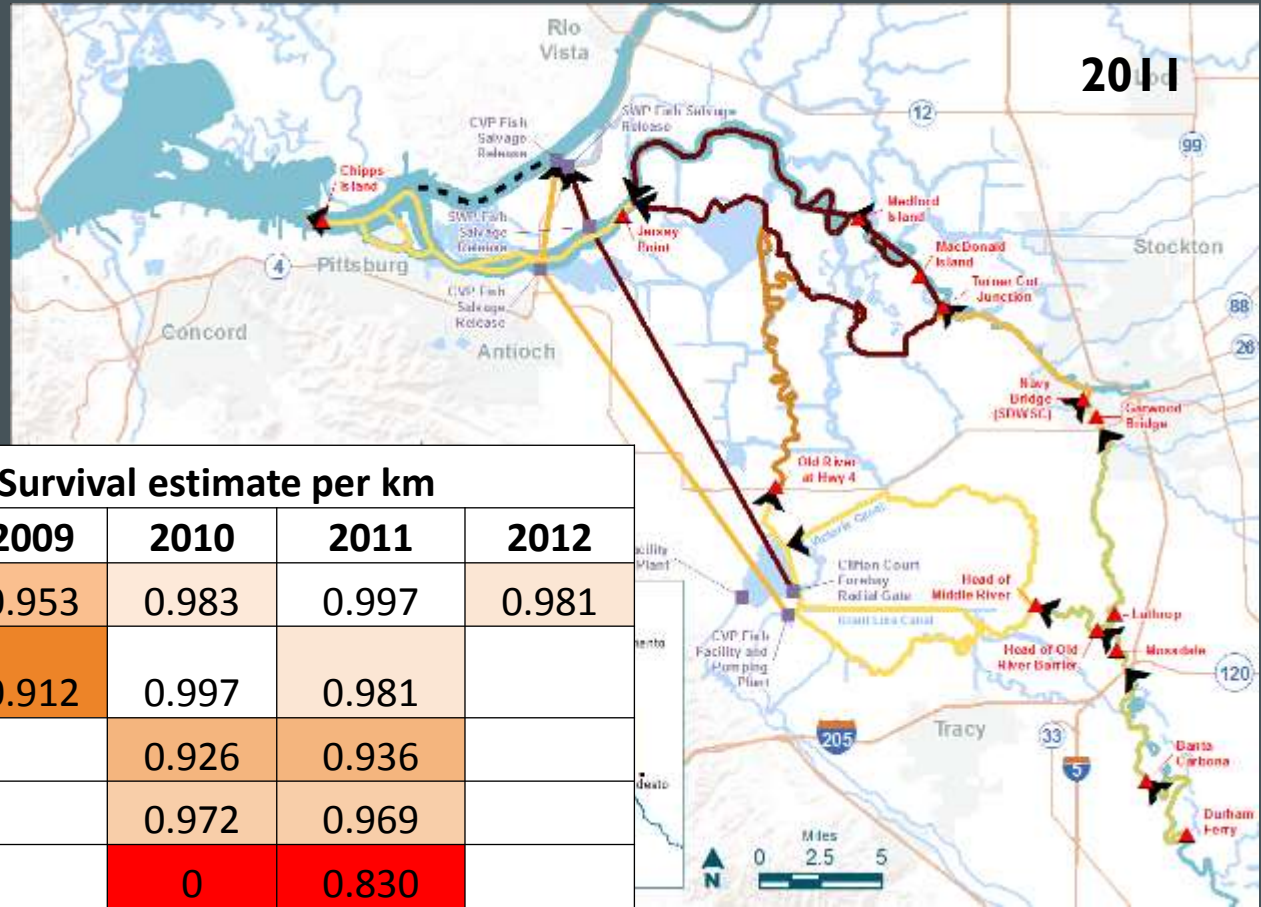 2011
Rio
Vista
12
99
CVP Fish
Salvage
Release
SWP Fish Salvage
Release
Chipps
Island
Medford
Island
SWP Fish
Salvage
Release
Jersey
Point
MacDonald
Island
Stockton
4
Pittsburg
Turner Cut
Junction
CVP Fish
Salvage
Release
88
Concord
26
Antioch
Navy
Bridge
(SDWSC)
Garwood
Bridge
Survival estimate per km
2009
2010
2011
2012
0.953
0.983
0.997
0.981
0.912
0.997
0.981
0.926
0.936
0.972
0.969
0
0.830
Old River
at Hwy 4
Victoria Canal
Clifton Court
Forebay
Radial Gate
Head of
Middle River
Grant Line Canal
Lathrop
CVP Fish
Facility and
Pumping
Plant
Head of Old
River Barrier
Mossdale
120
205
Tracy
33
5
Banta
Carbona
Durham
Ferry
Miles
0 2.5 5
N